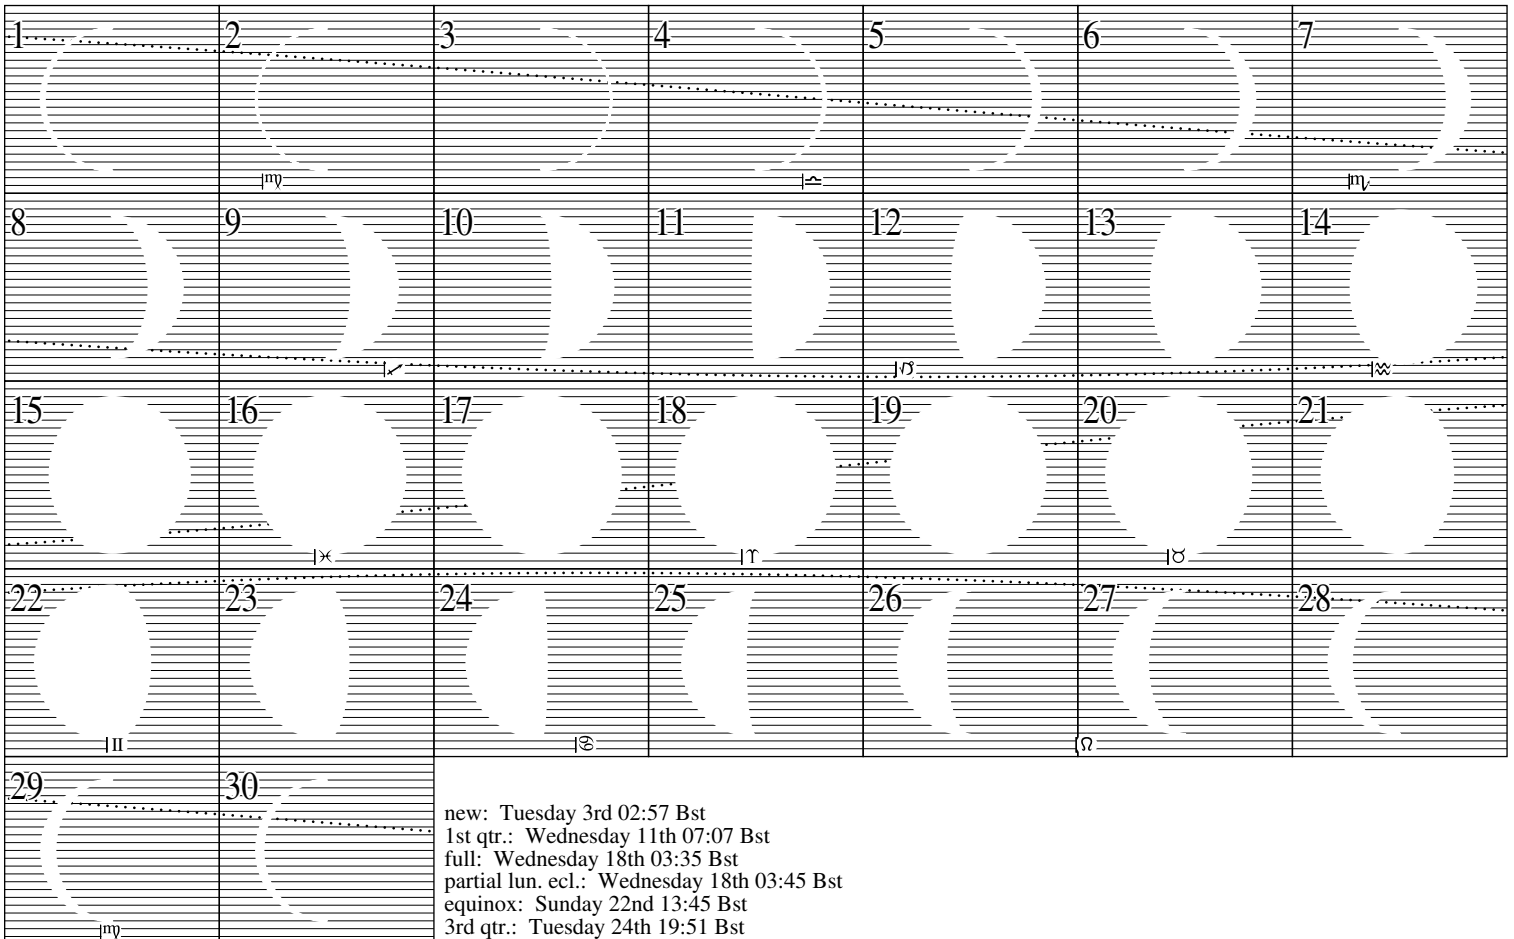 1 2 3 4 5 6 7
♍ ♎ ♏
8 9 10 11 12 13 14
♐ ♑ ♒
15 16 17 18 19 20 21
♓ ♈ ♉
22 23 24 25 26 27 28
♊ ♋ ♌
29 30
new: Tuesday 3rd 02:57 Bst
1st qtr.: Wednesday 11th 07:07 Bst
full: Wednesday 18th 03:35 Bst
partial lun. ecl.: Wednesday 18th 03:45 Bst
equinox: Sunday 22nd 13:45 Bst
3rd qtr.: Tuesday 24th 19:51 Bst
♍